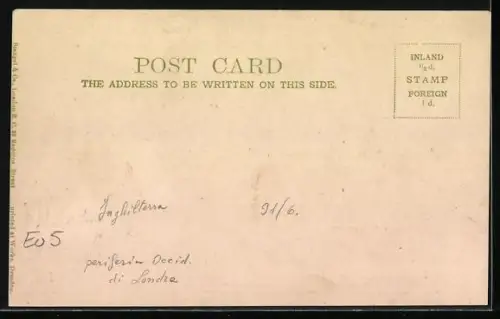 POST CARD
THE ADDRESS TO BE WRITTEN ON THIS SIDE.
INLAND
½d.
STAMP
FOREIGN
1d.
Inghilterra
91/6.
EO5
periferia Occid.
di Londra